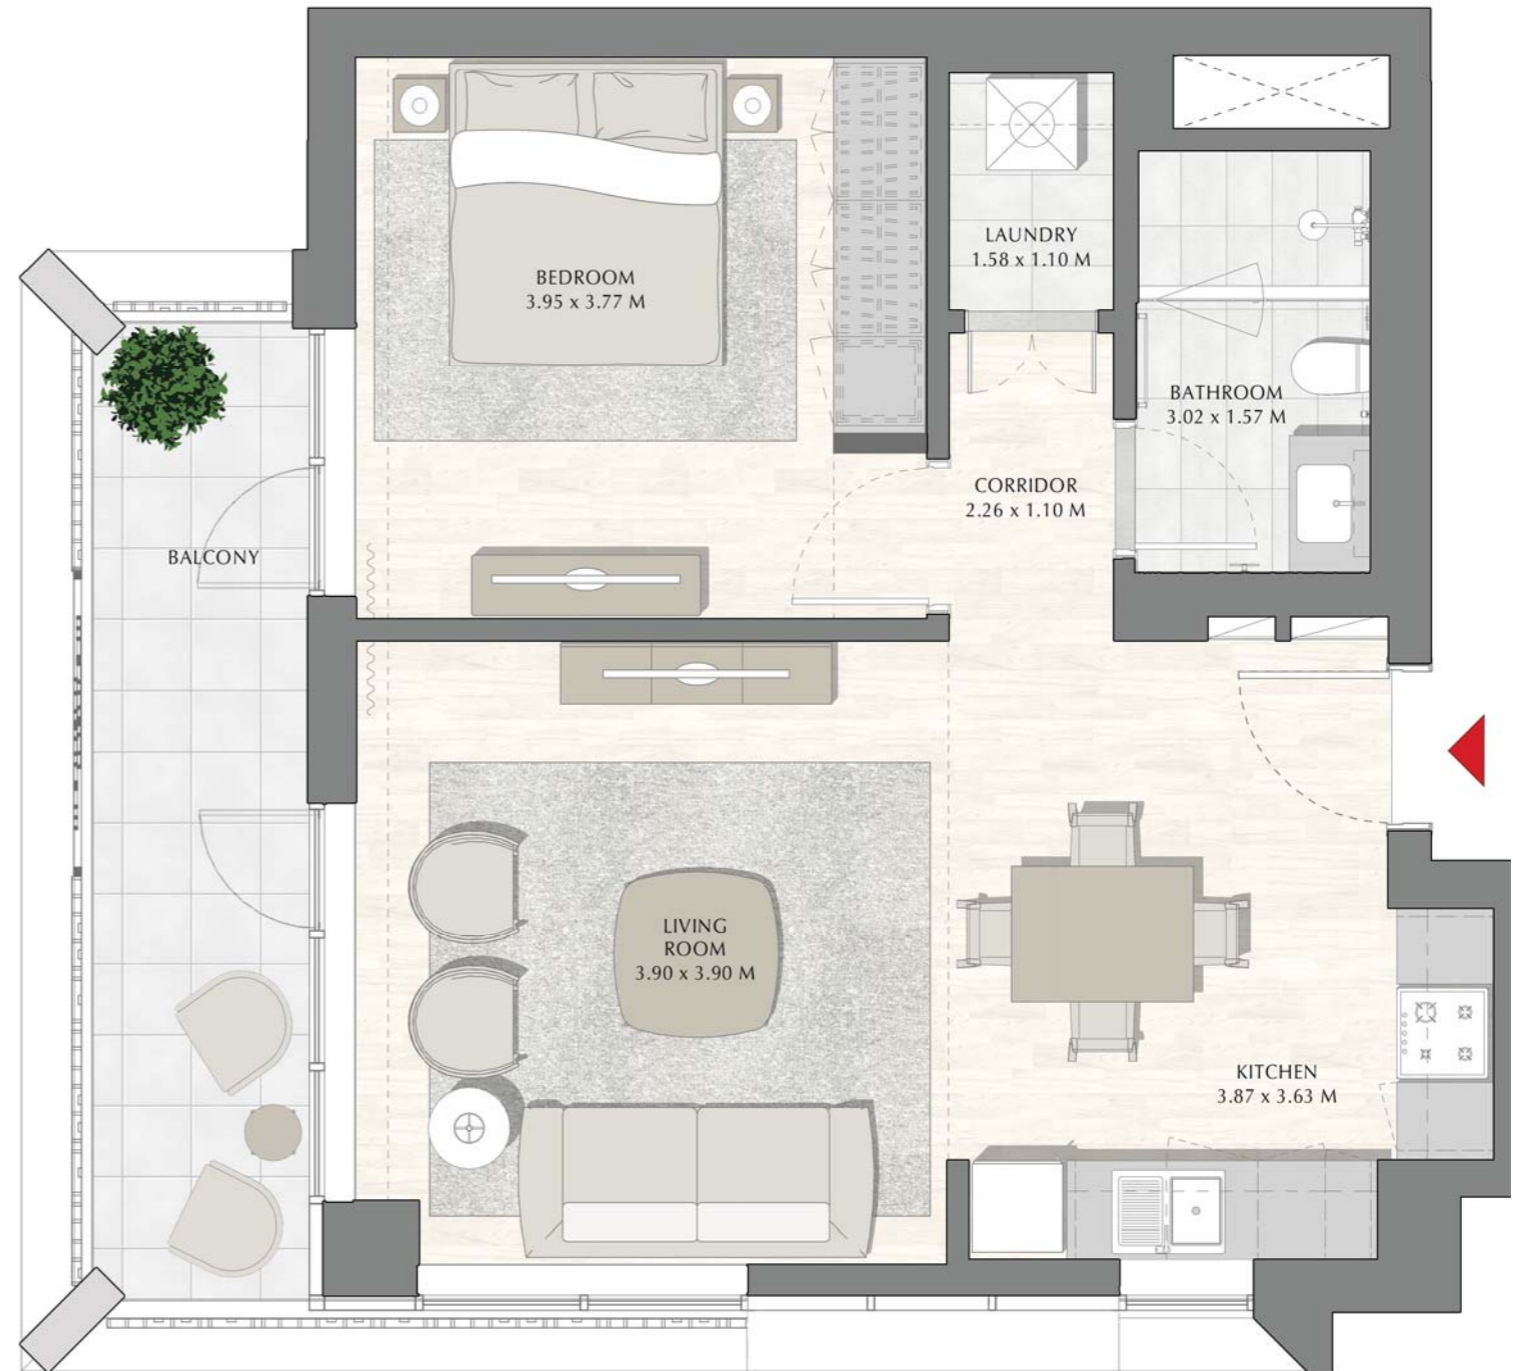 LAUNDRY
1.58 x 1.10 M
BEDROOM
3.95 x 3.77 M
BATHROOM
3.02 x 1.57 M
CORRIDOR
2.26 x 1.10 M
BALCONY
LIVING
ROOM
3.90 x 3.90 M
KITCHEN
3.87 x 3.63 M